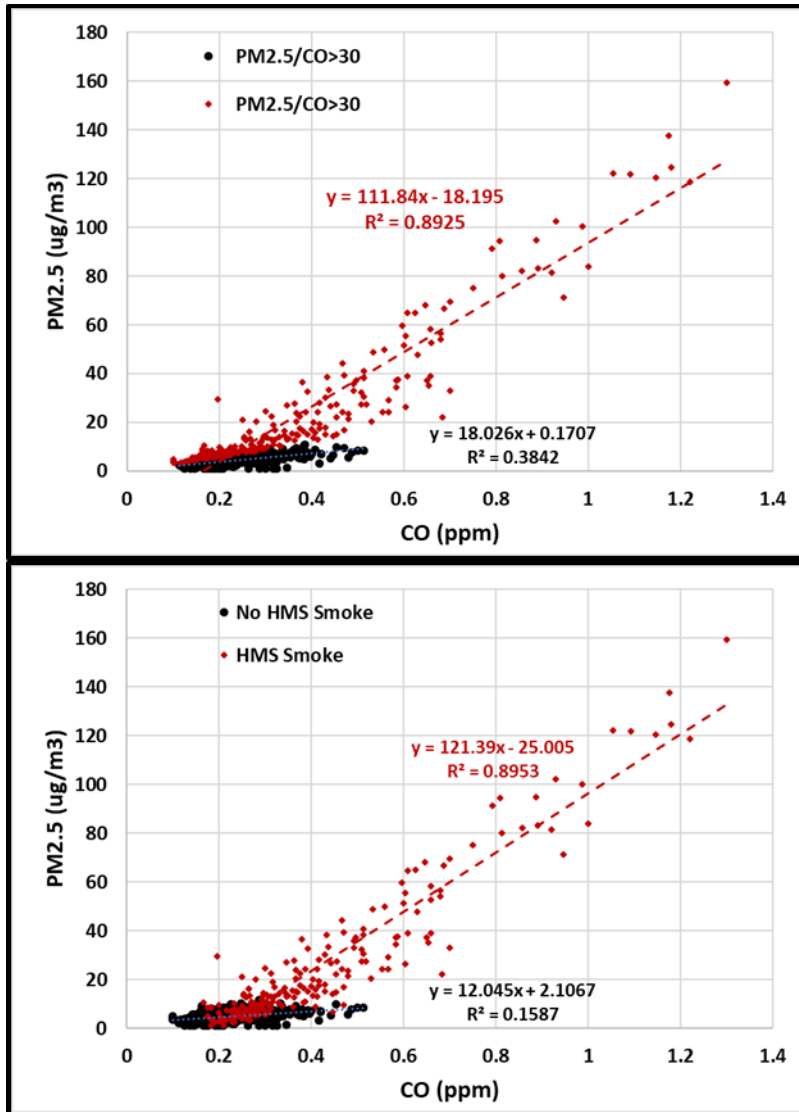 180
160
140
120
100
80
60
40
20
0
PM2.5 (ug/m3)
PM2.5/CO>30
PM2.5/CO>30
y = 111.84x - 18.195
R² = 0.8925
y = 18.026x + 0.1707
R² = 0.3842
0 0.2 0.4 0.6 0.8 1 1.2 1.4
CO (ppm)
180
160
140
120
100
80
60
40
20
0
PM2.5 (ug/m3)
No HMS Smoke
HMS Smoke
y = 121.39x - 25.005
R² = 0.8953
y = 12.045x + 2.1067
R² = 0.1587
0 0.2 0.4 0.6 0.8 1 1.2 1.4
CO (ppm)